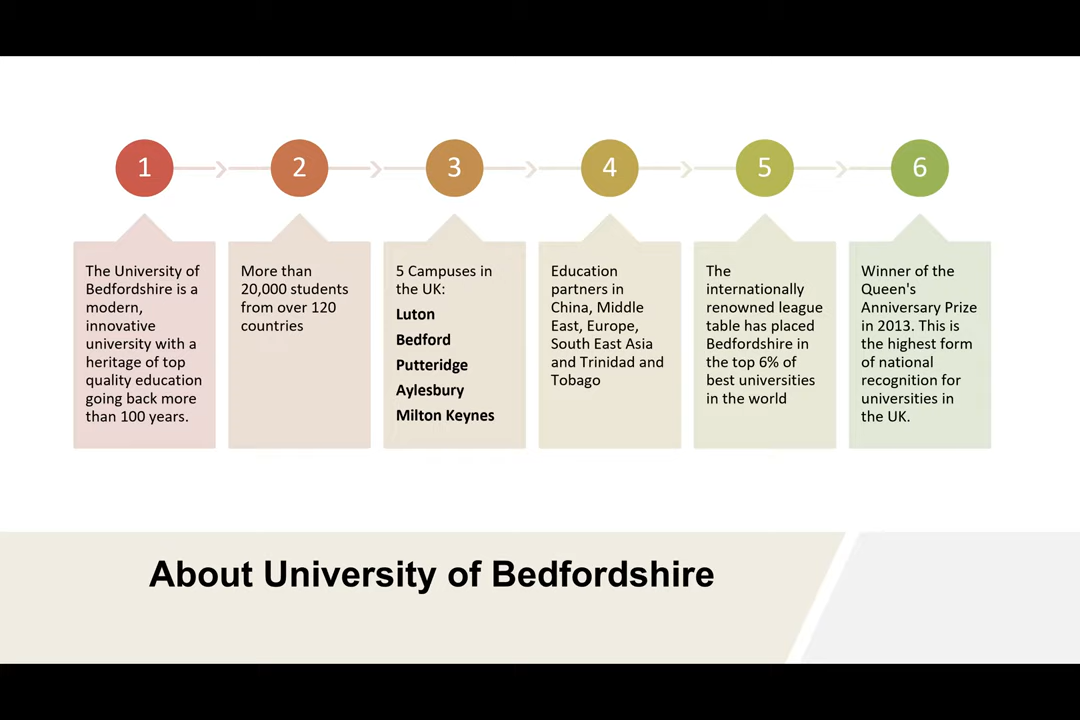 1
2
3
4
5
6
The University of
Bedfordshire is a
modern,
innovative
university with a
heritage of top
quality education
going back more
than 100 years.
More than
20,000 students
from over 120
countries
5 Campuses in
the UK:
Luton
Bedford
Putteridge
Aylesbury
Milton Keynes
Education
partners in
China, Middle
East, Europe,
South East Asia
and Trinidad and
Tobago
The
internationally
renowned league
table has placed
Bedfordshire in
the top 6% of
best universities
in the world
Winner of the
Queen's
Anniversary Prize
in 2013. This is
the highest form
of national
recognition for
universities in
the UK.
About University of Bedfordshire